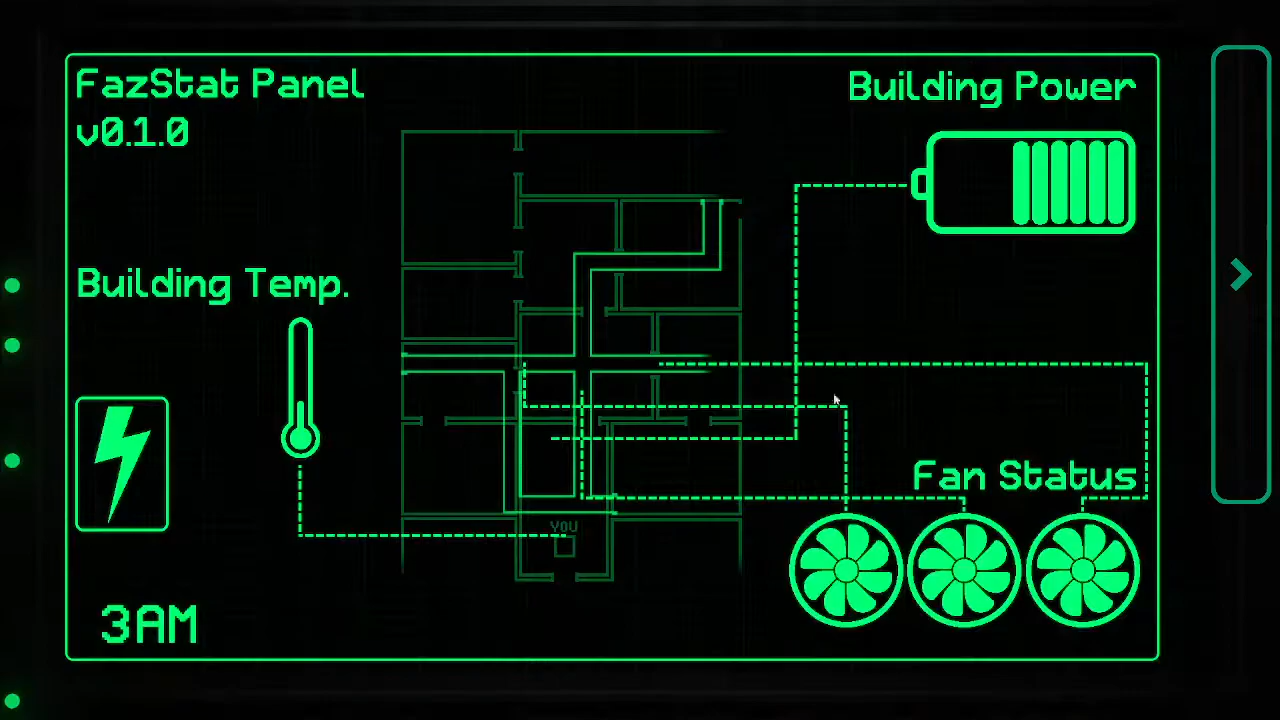 FazStat Panel
v0.1.0
Building Power
Building Temp.
Fan Status
YOU
3AM